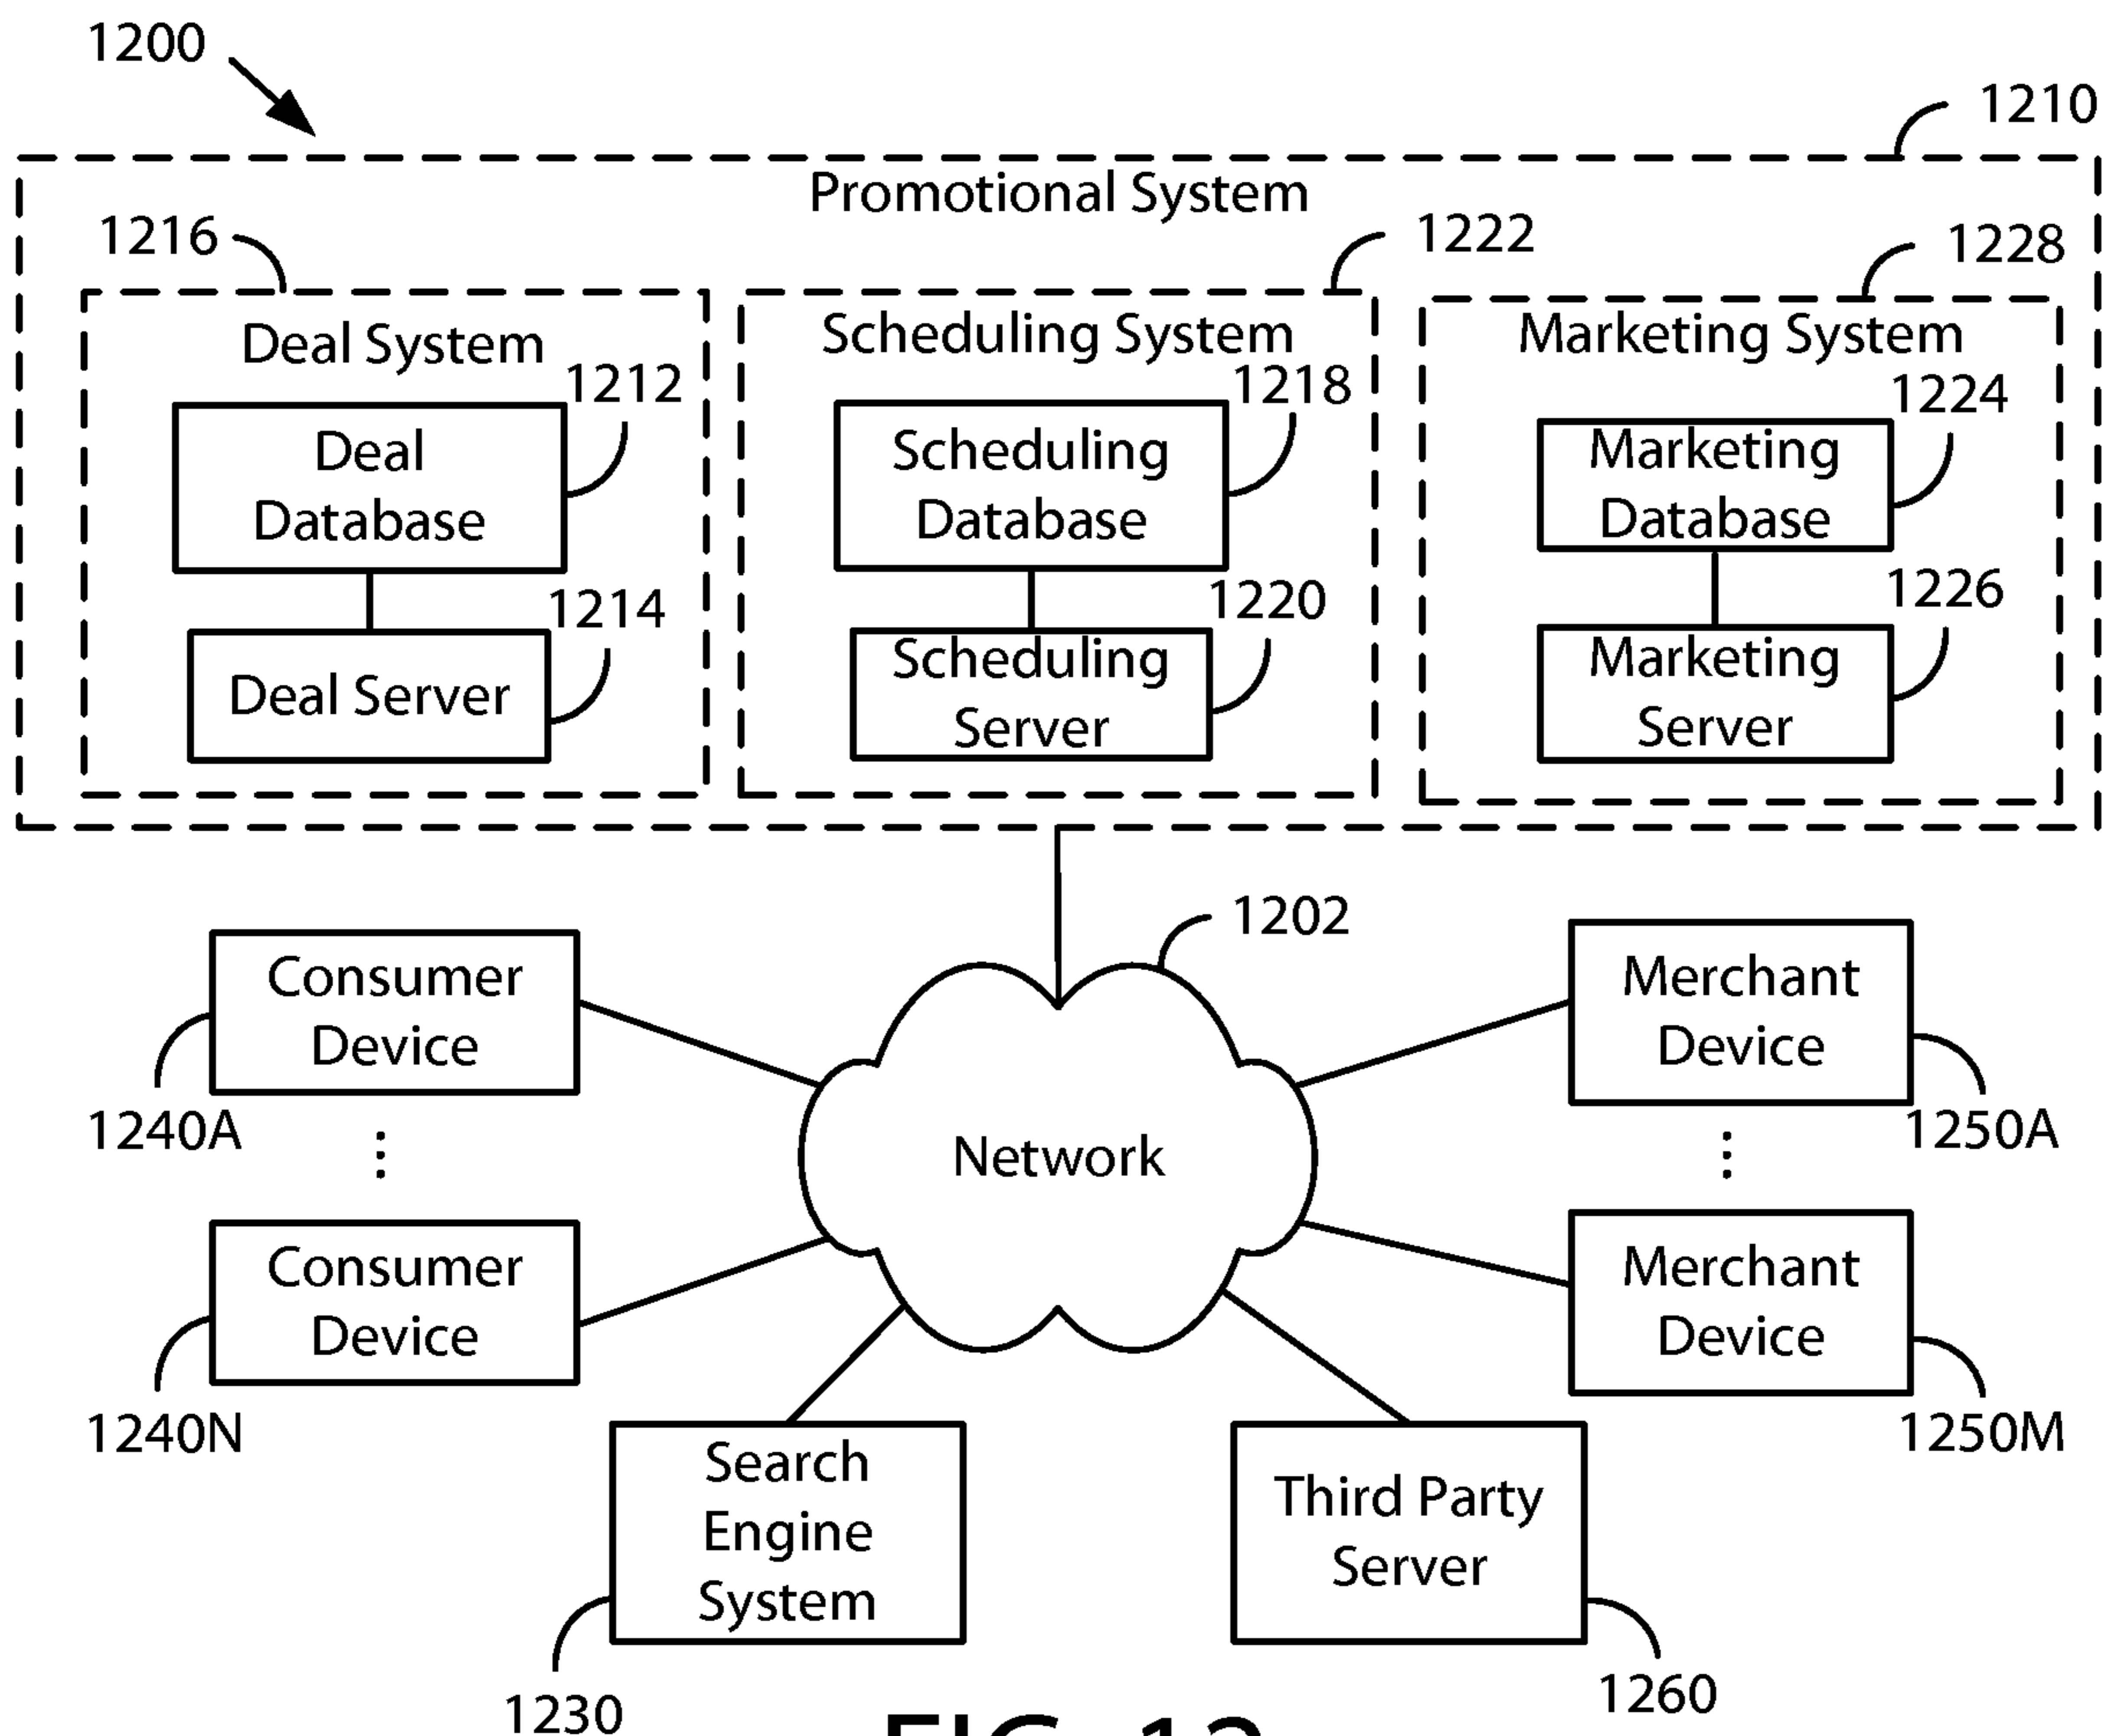 1200
1210
Promotional System
1216
1222
1228
Deal System
Scheduling System
Marketing System
1212
1218
1224
Deal
Database
Scheduling
Database
Marketing
Database
1214
1220
1226
Deal Server
Scheduling
Server
Marketing
Server
1202
Consumer
Device
Merchant
Device
1240A
1250A
Network
Consumer
Device
Merchant
Device
1240N
1250M
Search
Engine
System
Third Party
Server
1230
1260
FIG. 12